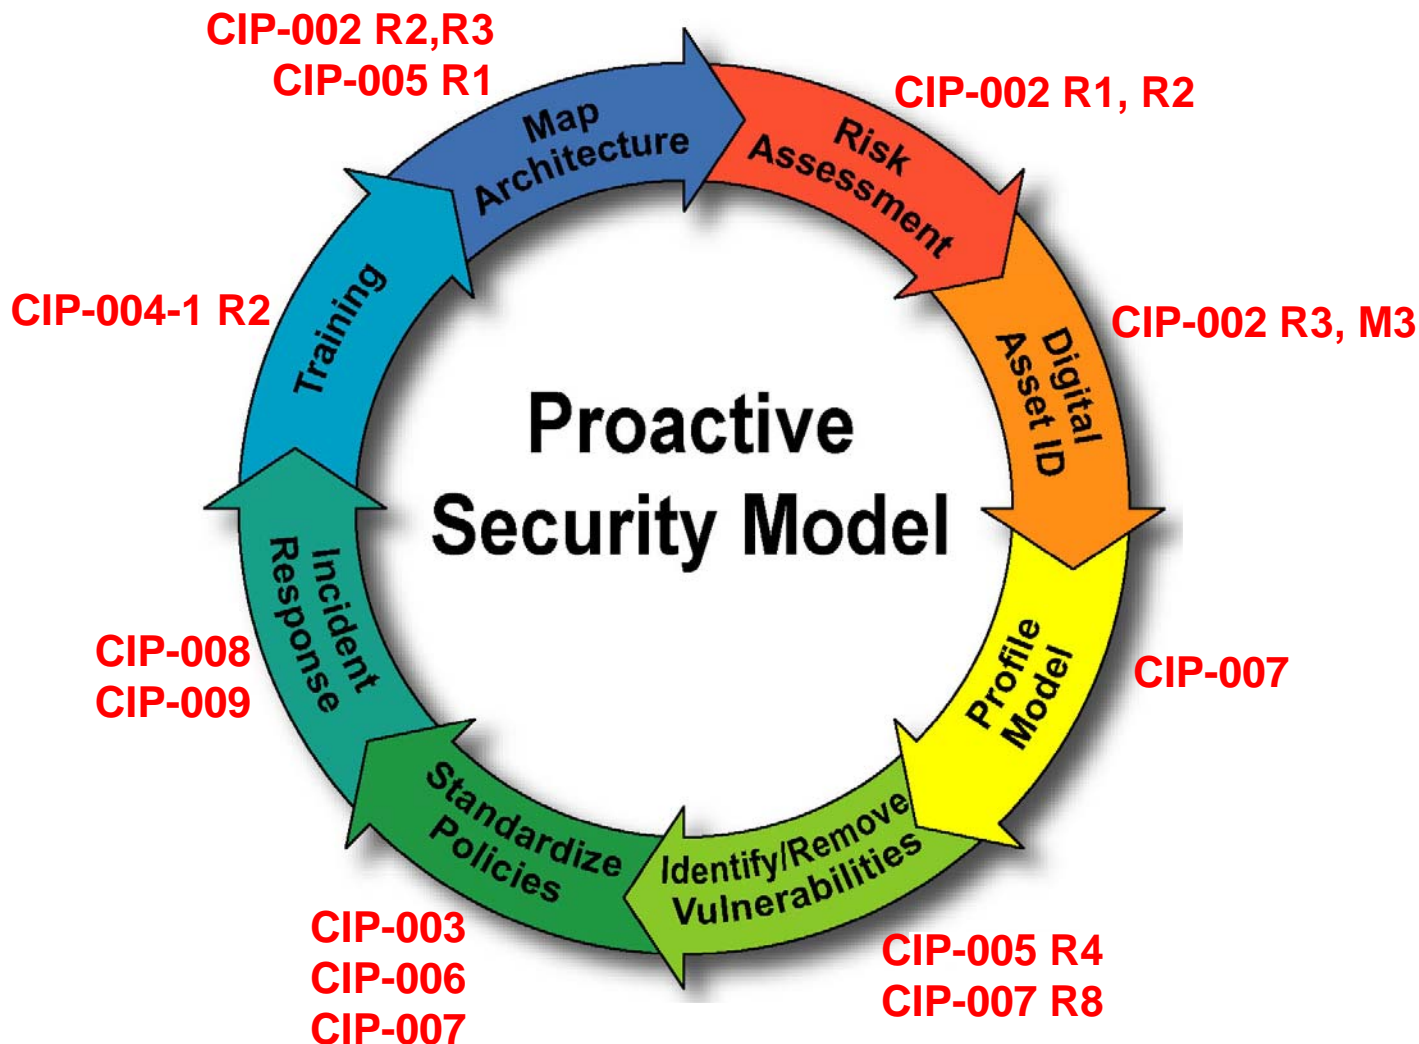 CIP-002 R2,R3
CIP-005 R1
Map
Architecture
CIP-002 R1, R2
Risk
Assessment
CIP-002 R3, M3
Digital
Asset ID
CIP-007
Profile
Model
CIP-005 R4
CIP-007 R8
Identify/Remove
Vulnerabilities
CIP-003
CIP-006
CIP-007
Standardize
Policies
CIP-008
CIP-009
Incident
Response
CIP-004-1 R2
Training
Proactive
Security Model